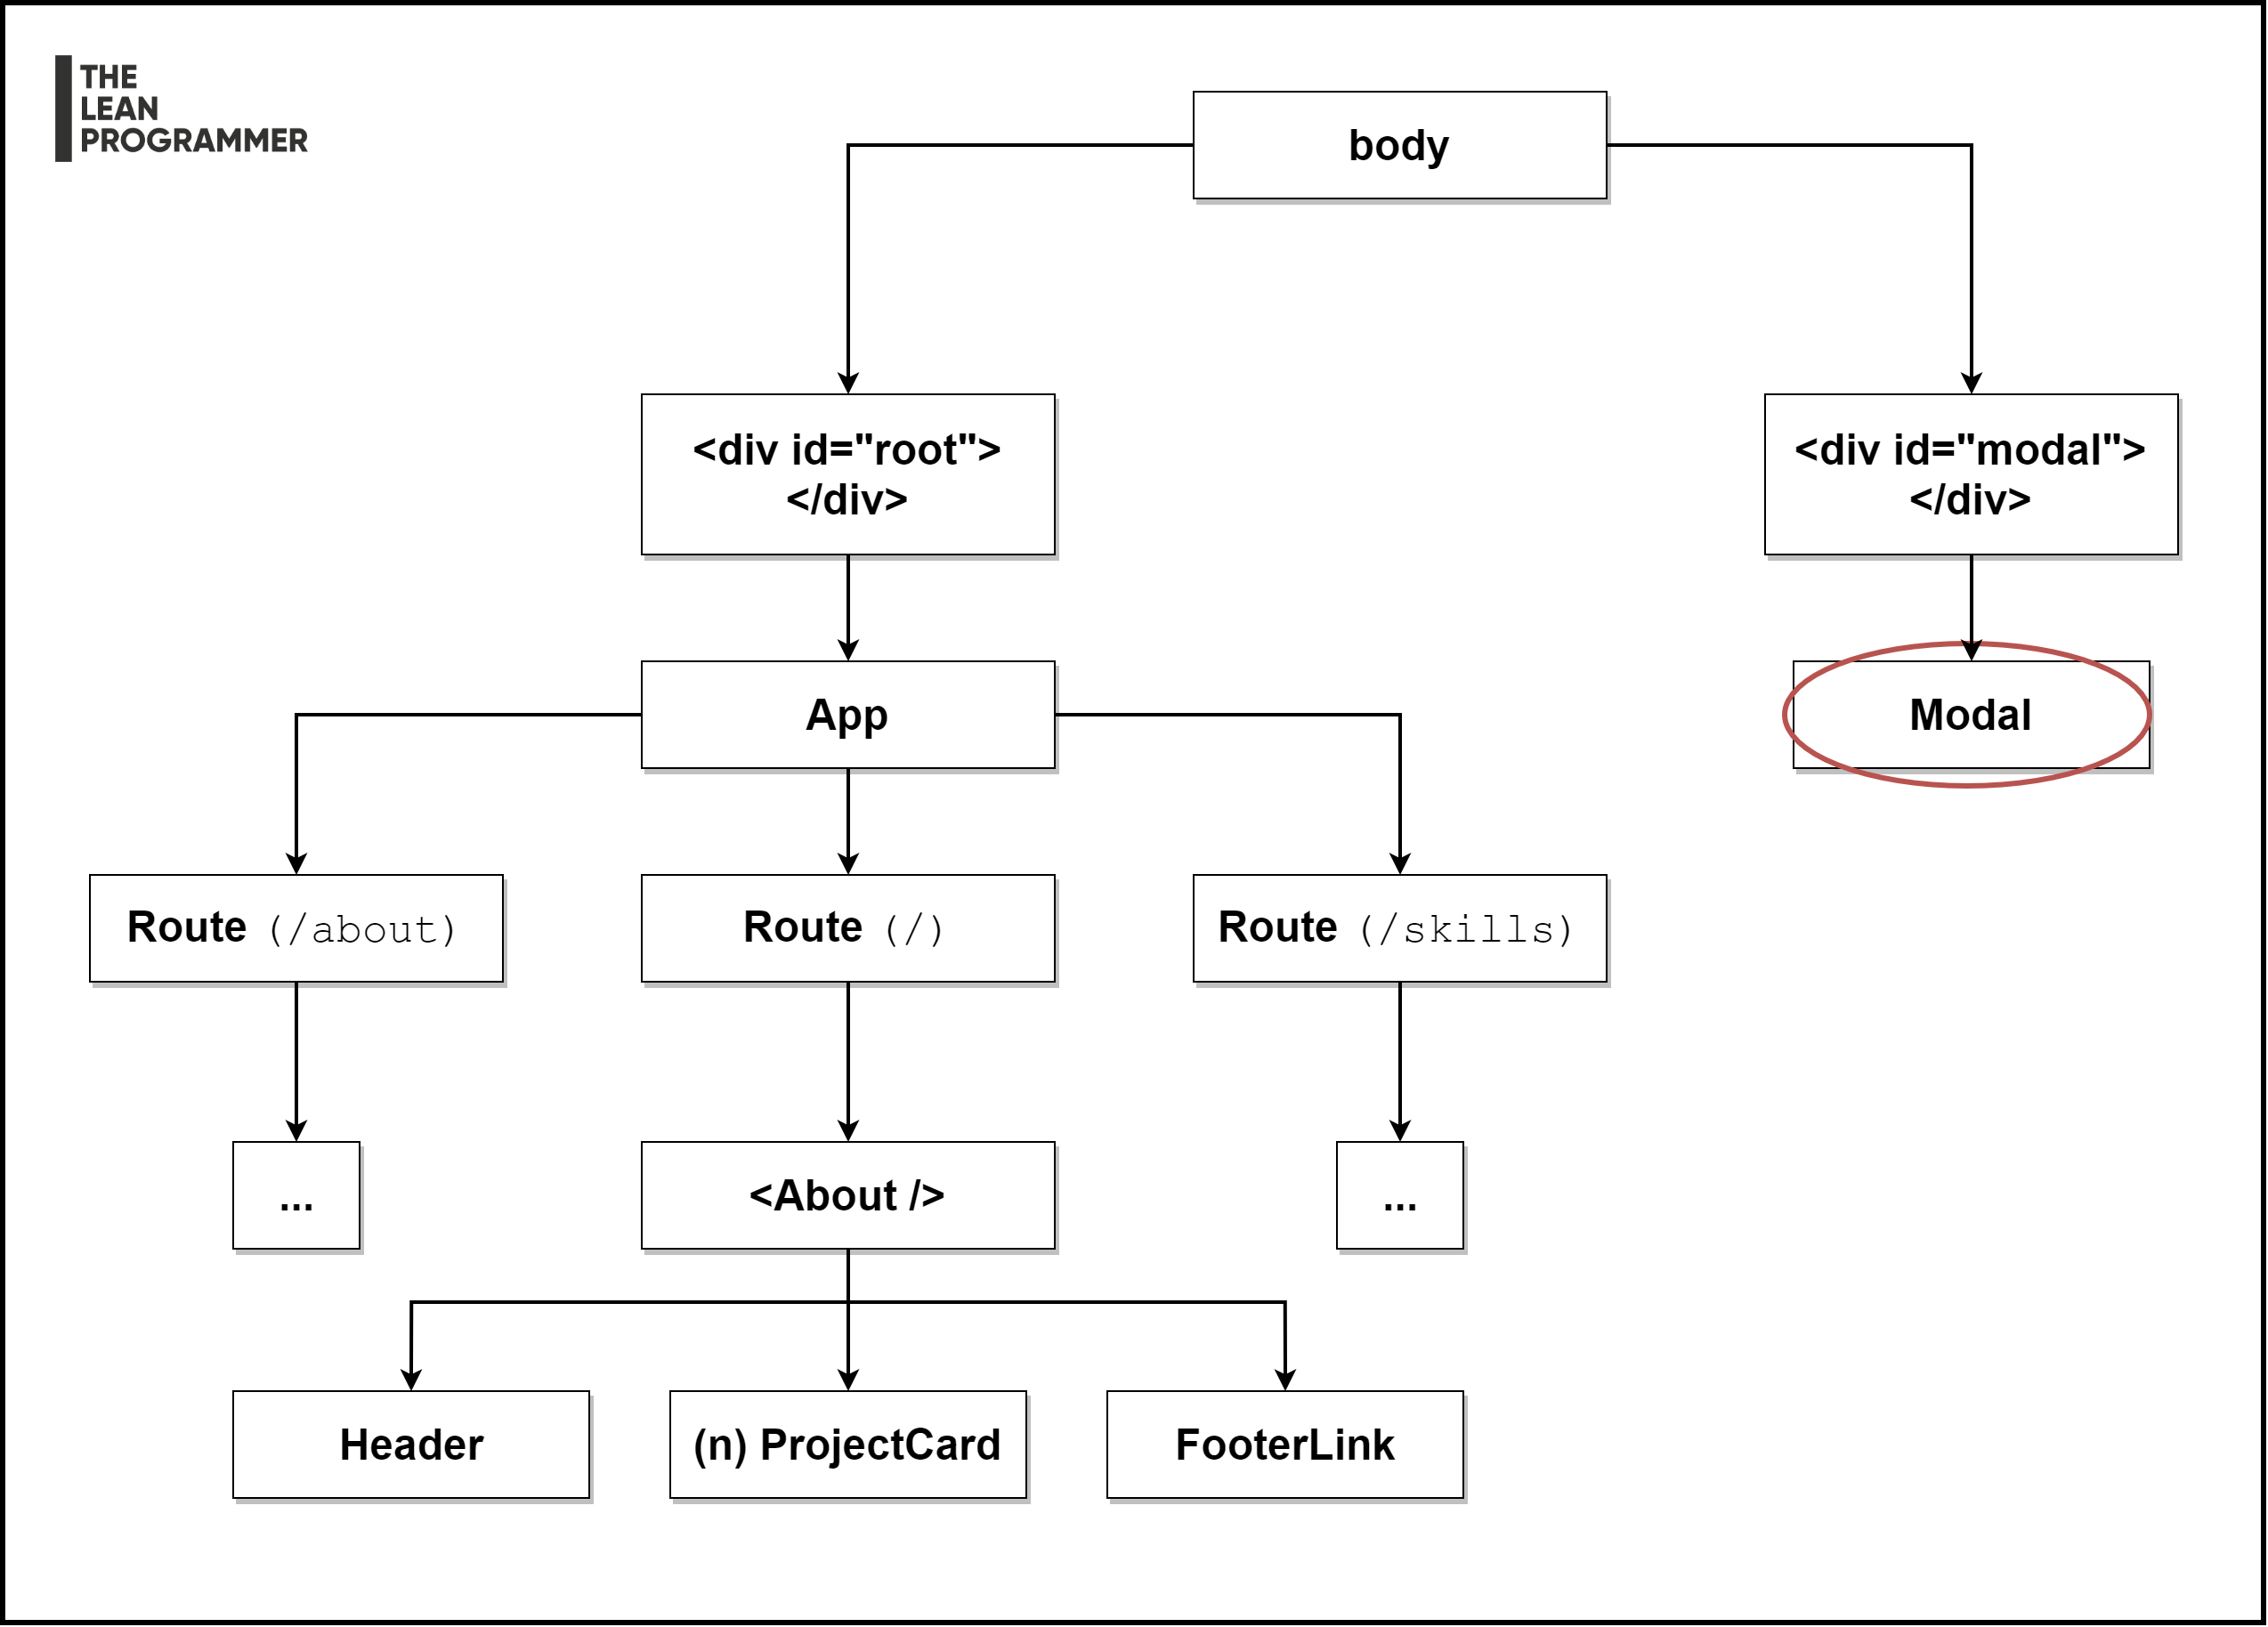 THE
LEAN
PROGRAMMER
body
<div id="root">
</div>
<div id="modal">
</div>
App
Modal
Route (/about)
Route (/)
Route (/skills)
...
<About />
...
Header
(n) ProjectCard
FooterLink